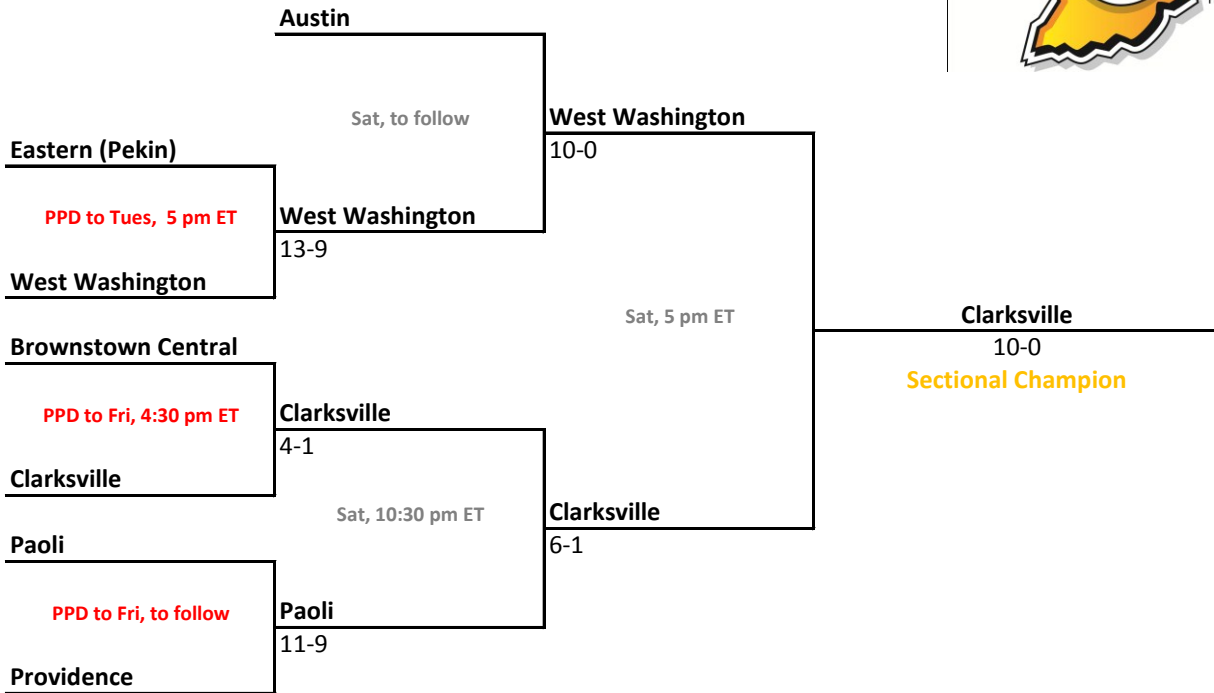 Austin
Sat, to follow
West Washington
10-0
Eastern (Pekin)
PPD to Tues, 5 pm ET
West Washington
13-9
West Washington
Sat, 5 pm ET
Clarksville
10-0
Sectional Champion
Brownstown Central
PPD to Fri, 4:30 pm ET
Clarksville
4-1
Clarksville
Sat, 10:30 pm ET
Clarksville
6-1
Paoli
PPD to Fri, to follow
Paoli
11-9
Providence